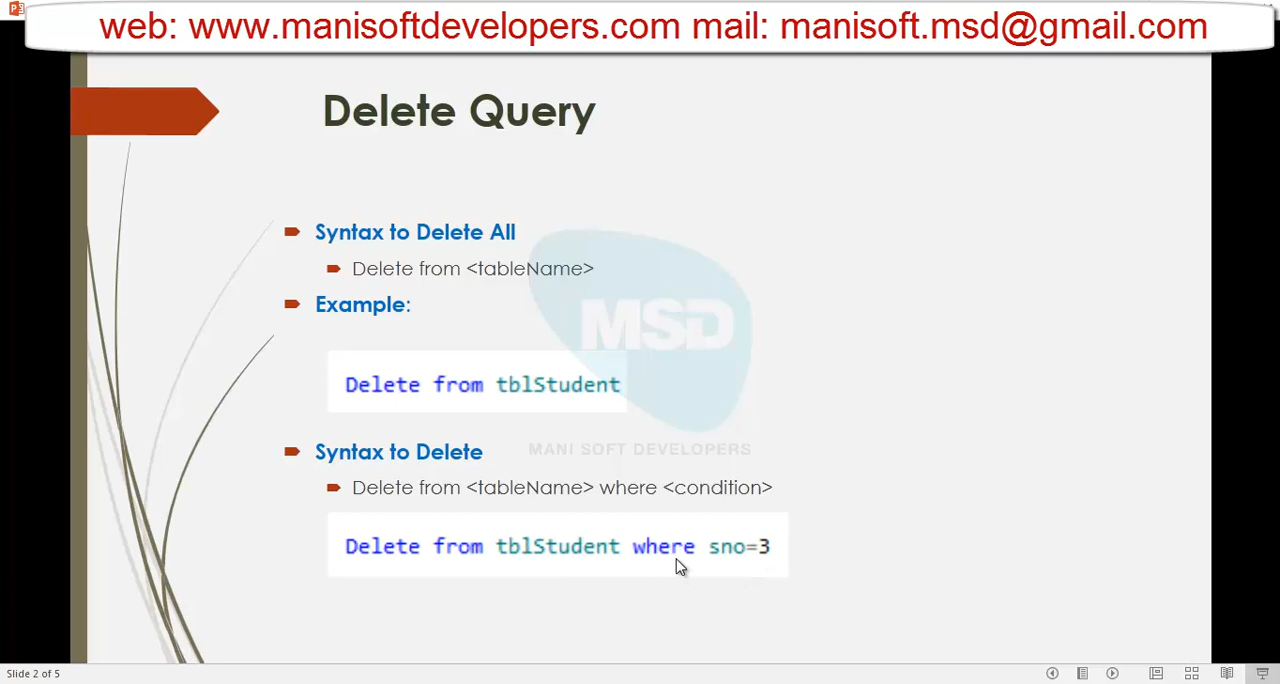 web: www.manisoftdevelopers.com mail: manisoft.msd@gmail.com
Delete Query
Syntax to Delete All
Delete from <tableName>
Example:
MSD
Delete from tblStudent
MANI SOFT DEVELOPERS
Syntax to Delete
Delete from <tableName> where <condition>
Delete from tblStudent where sno=3
Slide 2 of 5